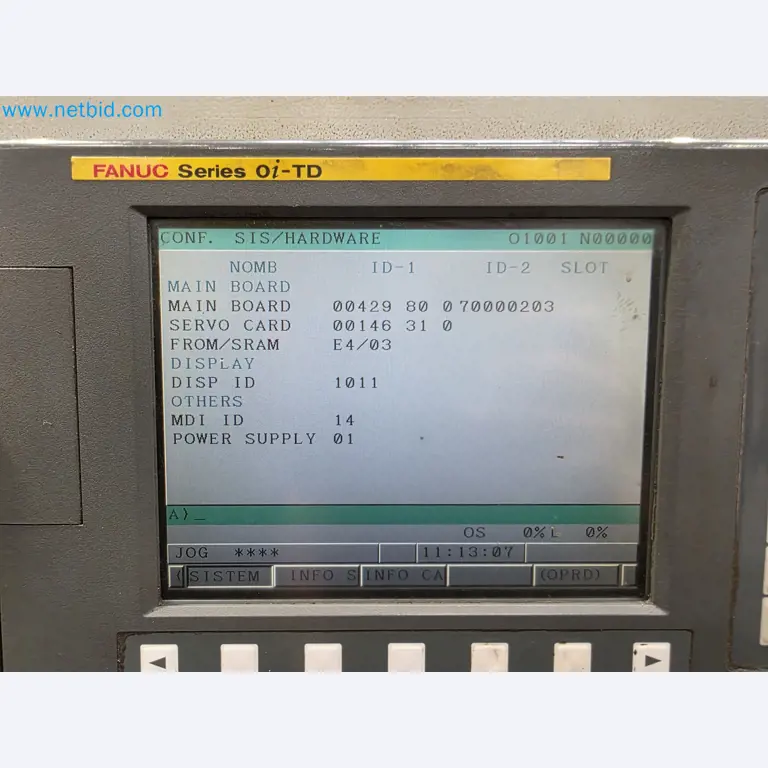 www.netbid.com
FANUC Series 0i-TD
CONF. SIS/HARDWARE O1001 N00000
NOMB ID-1 ID-2 SLOT
MAIN BOARD
MAIN BOARD 00429 80 0 70000203
SERVO CARD 00146 31 0
FROM/SRAM E4/03
DISPLAY
DISP ID 1011
OTHERS
MDI ID 14
POWER SUPPLY 01
A)_
OS 0% L 0%
JOG **** 11:13:07
( SISTEM INFO S INFO CA (OPRD)